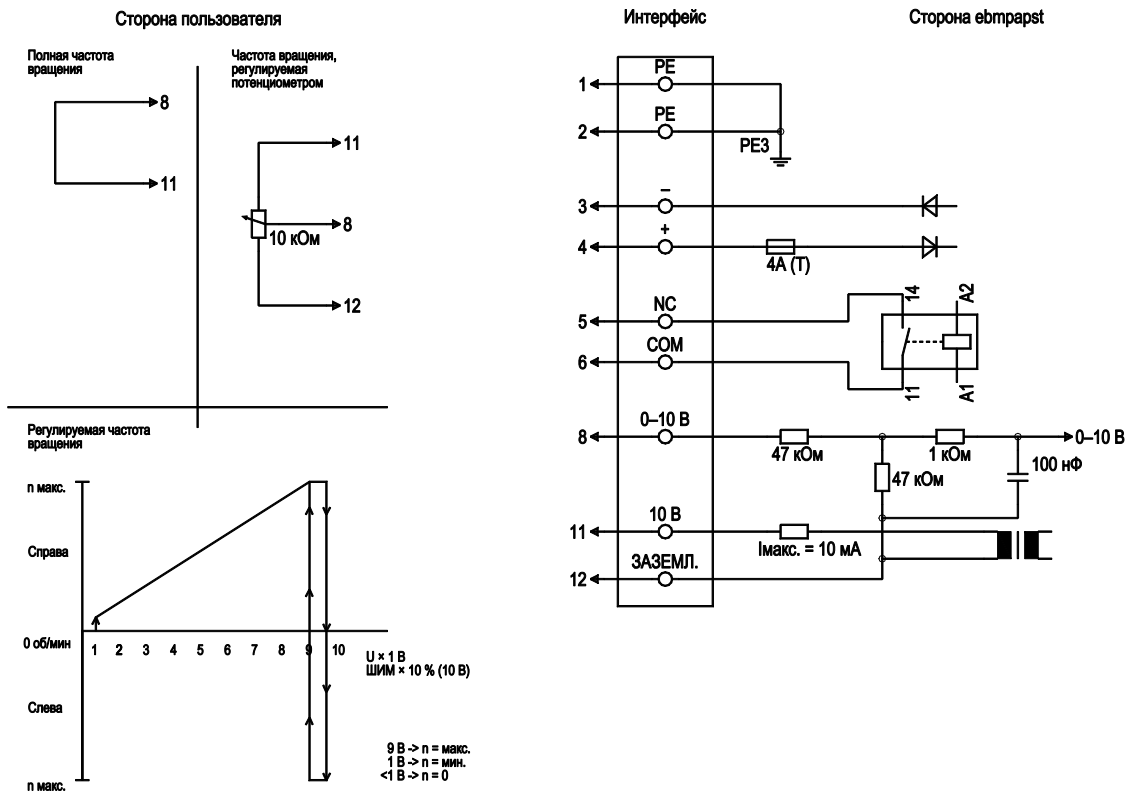 Сторона пользователя
Полная частота
вращения
8
11
Частота вращения,
регулируемая
потенциометром
11
8
10 кОм
12
Регулируемая частота
вращения
n макс.
Справа
0 об/мин
1 2 3 4 5 6 7 8 9 10
U × 1 В
ШИМ × 10 % (10 В)
Слева
9 В -> n = макс.
1 В -> n = мин.
<1 В -> n = 0
n макс.
Интерфейс
Сторона ebmpapst
PE
1
PE
2
PE3
–
3
+
4
4A (T)
14
A2
NC
5
COM
6
11
A1
0–10 В
8
0–10 В
47 кОм
1 кОм
100 нФ
47 кОм
10 В
11
Iмакс. = 10 мА
ЗАЗЕМЛ.
12